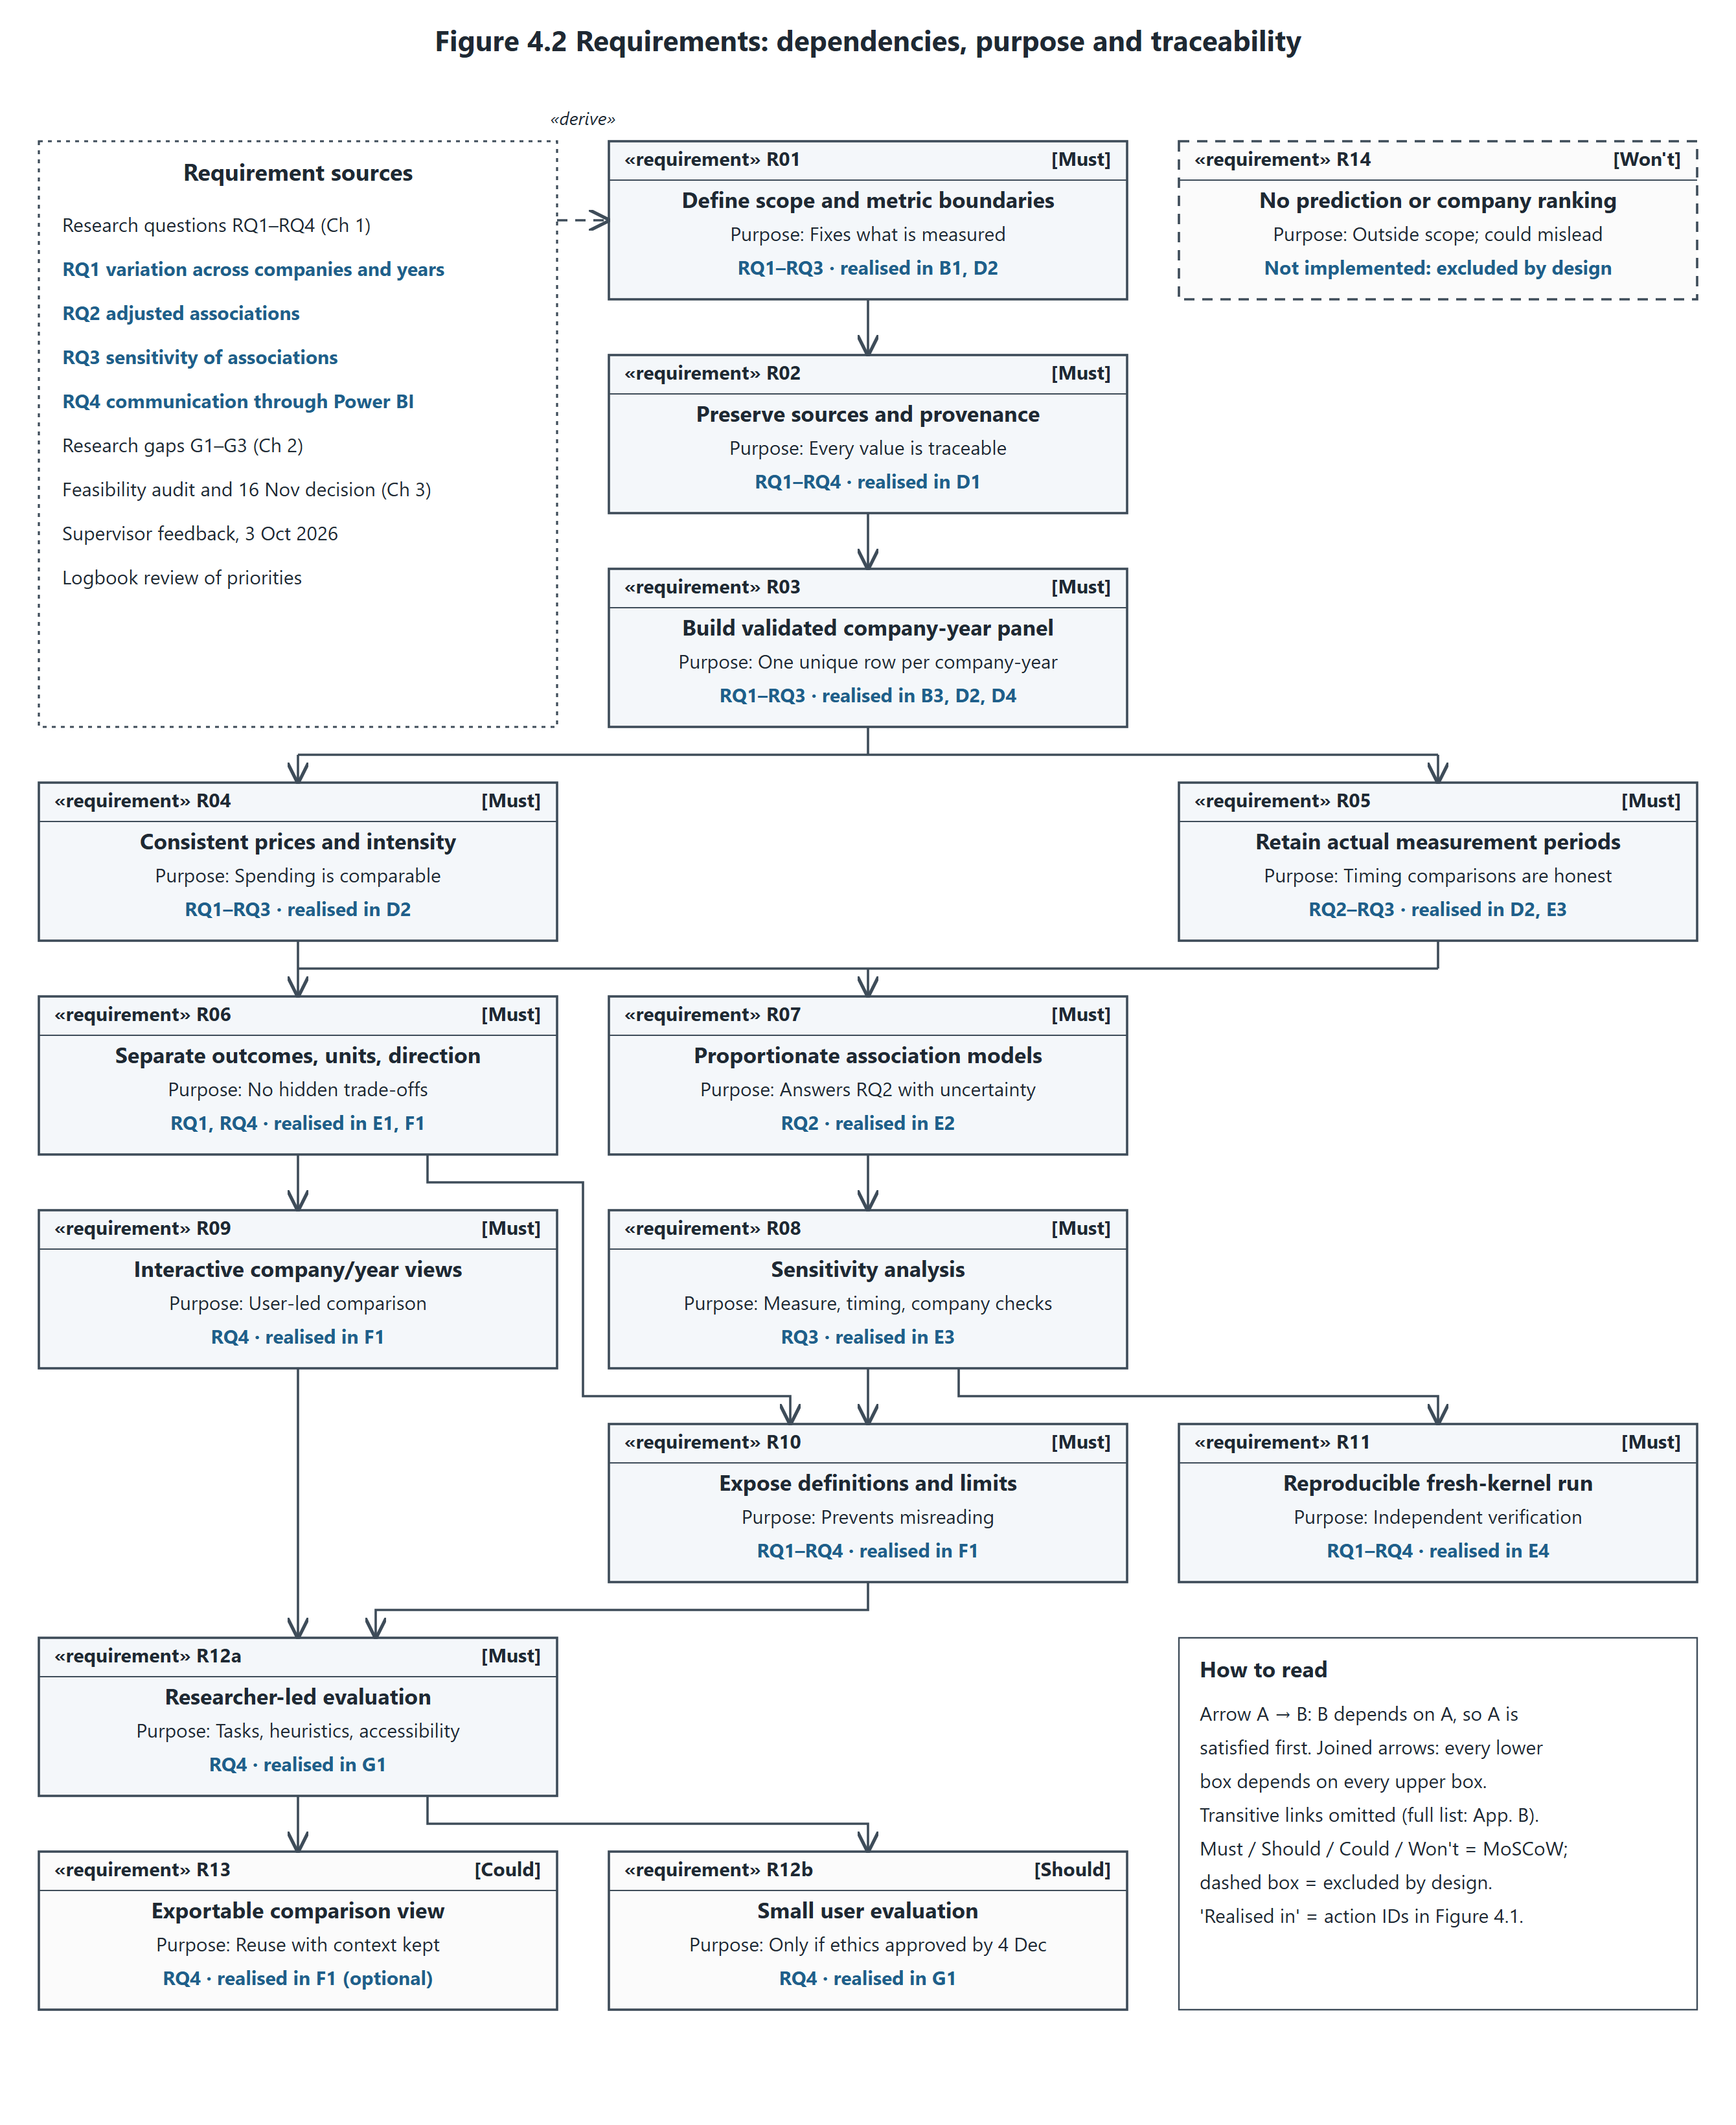 Figure 4.2 Requirements: dependencies, purpose and traceability
«derive»
Requirement sources
Research questions RQ1–RQ4 (Ch 1)
RQ1 variation across companies and years
RQ2 adjusted associations
RQ3 sensitivity of associations
RQ4 communication through Power BI
Research gaps G1–G3 (Ch 2)
Feasibility audit and 16 Nov decision (Ch 3)
Supervisor feedback, 3 Oct 2026
Logbook review of priorities
«requirement» R01 [Must]
Define scope and metric boundaries
Purpose: Fixes what is measured
RQ1–RQ3 · realised in B1, D2
«requirement» R14 [Won't]
No prediction or company ranking
Purpose: Outside scope; could mislead
Not implemented: excluded by design
«requirement» R02 [Must]
Preserve sources and provenance
Purpose: Every value is traceable
RQ1–RQ4 · realised in D1
«requirement» R03 [Must]
Build validated company-year panel
Purpose: One unique row per company-year
RQ1–RQ3 · realised in B3, D2, D4
«requirement» R04 [Must]
Consistent prices and intensity
Purpose: Spending is comparable
RQ1–RQ3 · realised in D2
«requirement» R05 [Must]
Retain actual measurement periods
Purpose: Timing comparisons are honest
RQ2–RQ3 · realised in D2, E3
«requirement» R06 [Must]
Separate outcomes, units, direction
Purpose: No hidden trade-offs
RQ1, RQ4 · realised in E1, F1
«requirement» R07 [Must]
Proportionate association models
Purpose: Answers RQ2 with uncertainty
RQ2 · realised in E2
«requirement» R09 [Must]
Interactive company/year views
Purpose: User-led comparison
RQ4 · realised in F1
«requirement» R08 [Must]
Sensitivity analysis
Purpose: Measure, timing, company checks
RQ3 · realised in E3
«requirement» R10 [Must]
Expose definitions and limits
Purpose: Prevents misreading
RQ1–RQ4 · realised in F1
«requirement» R11 [Must]
Reproducible fresh-kernel run
Purpose: Independent verification
RQ1–RQ4 · realised in E4
«requirement» R12a [Must]
Researcher-led evaluation
Purpose: Tasks, heuristics, accessibility
RQ4 · realised in G1
«requirement» R13 [Could]
Exportable comparison view
Purpose: Reuse with context kept
RQ4 · realised in F1 (optional)
«requirement» R12b [Should]
Small user evaluation
Purpose: Only if ethics approved by 4 Dec
RQ4 · realised in G1
How to read
Arrow A → B: B depends on A, so A is
satisfied first. Joined arrows: every lower
box depends on every upper box.
Transitive links omitted (full list: App. B).
Must / Should / Could / Won't = MoSCoW;
dashed box = excluded by design.
'Realised in' = action IDs in Figure 4.1.